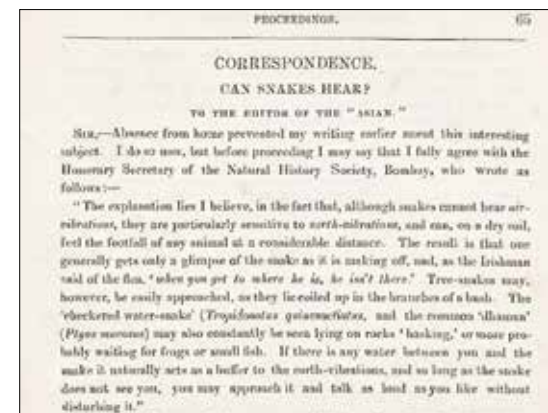 PROCEEDINGS. 65
CORRESPONDENCE.
CAN SNAKES HEAR?
TO THE EDITOR OF THE "ASIAN."
SIR,—Absence from home prevented my writing earlier anent this interesting
subject. I do so now, but before proceeding I may say that I fully agree with the
Honorary Secretary of the Natural History Society, Bombay, who wrote as
follows:—
"The explanation lies I believe, in the fact that, although snakes cannot hear air-
vibrations, they are particularly sensitive to earth-vibrations, and can, on a dry soil,
feel the footfall of any animal at a considerable distance. The result is that one
generally gets only a glimpse of the snake as it is making off, and, as the Irishman
said of the flea, 'when you get to where he is, he isn't there.' Tree-snakes may,
however, be easily approached, as they lie coiled up in the branches of a bush. The
'checkered water-snake' (Tropidonotus quincunctiatus, and the common 'dhaman'
(Ptyas mucosus) may also constantly be seen lying on rocks 'basking,' or more pro-
bably waiting for frogs or small fish. If there is any water between you and the
snake it naturally acts as a buffer to the earth-vibrations, and so long as the snake
does not see you, you may approach it and talk as loud as you like without
disturbing it."